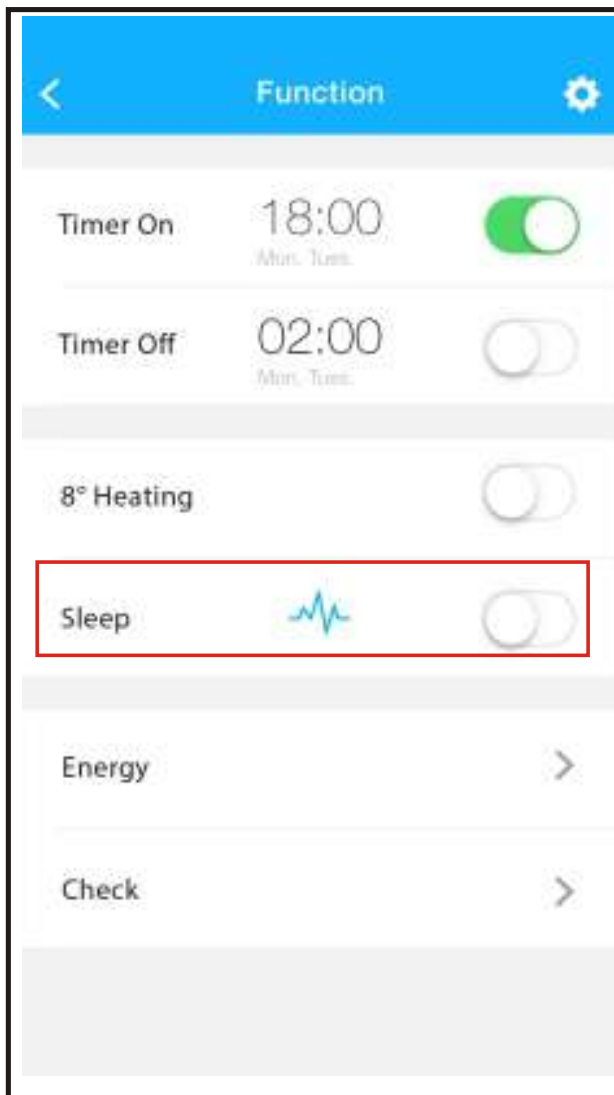 Function
Timer On 18:00
Mon. Tues.
Timer Off 02:00
Mon. Tues.
8° Heating
Sleep
Energy
Check